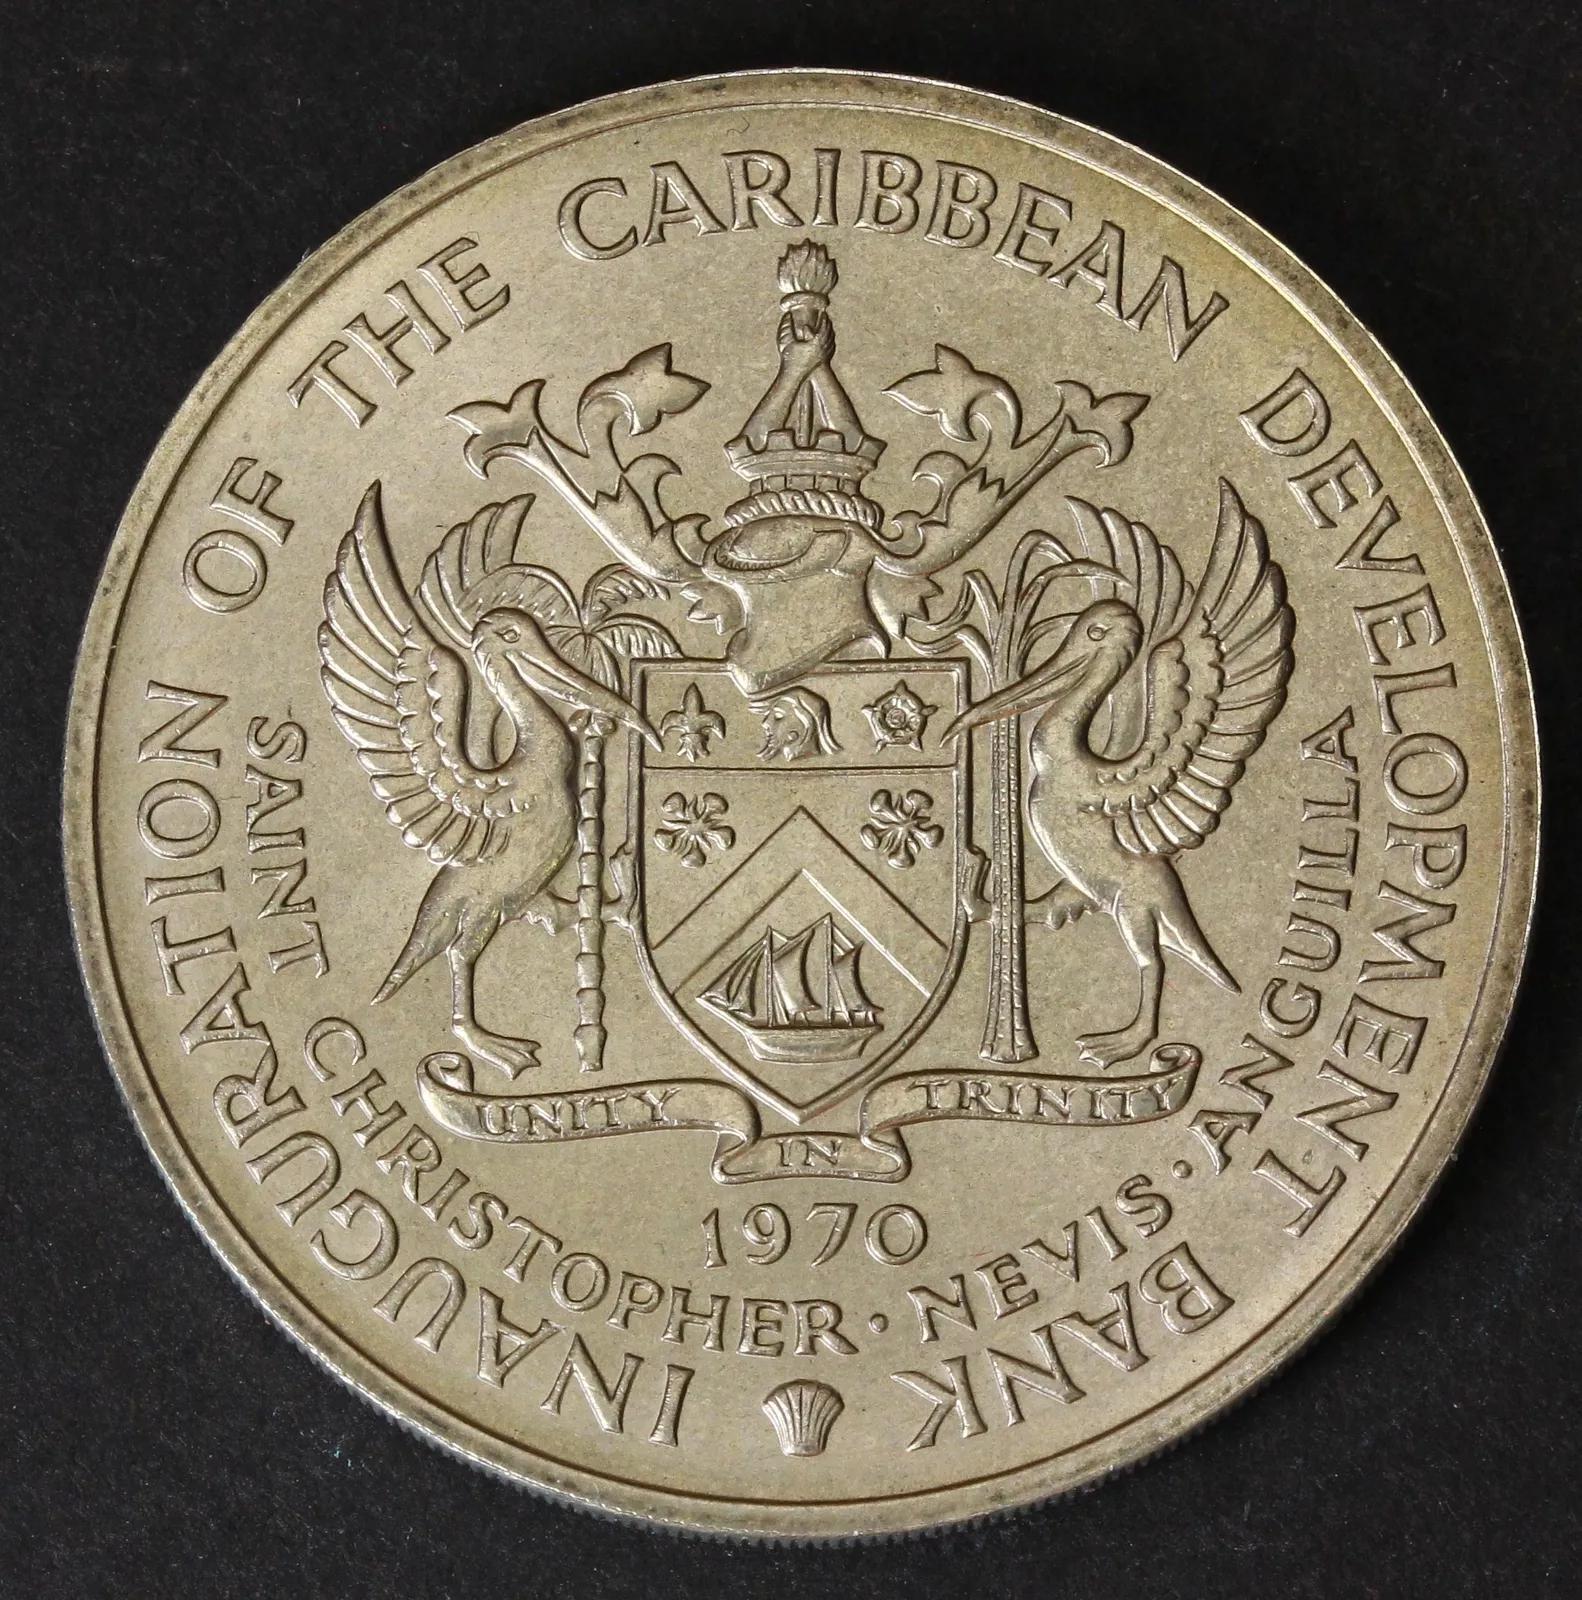 INAUGURATION OF THE CARIBBEAN DEVELOPMENT BANK
SAINT CHRISTOPHER · NEVIS · ANGUILLA
UNITY IN TRINITY
1970